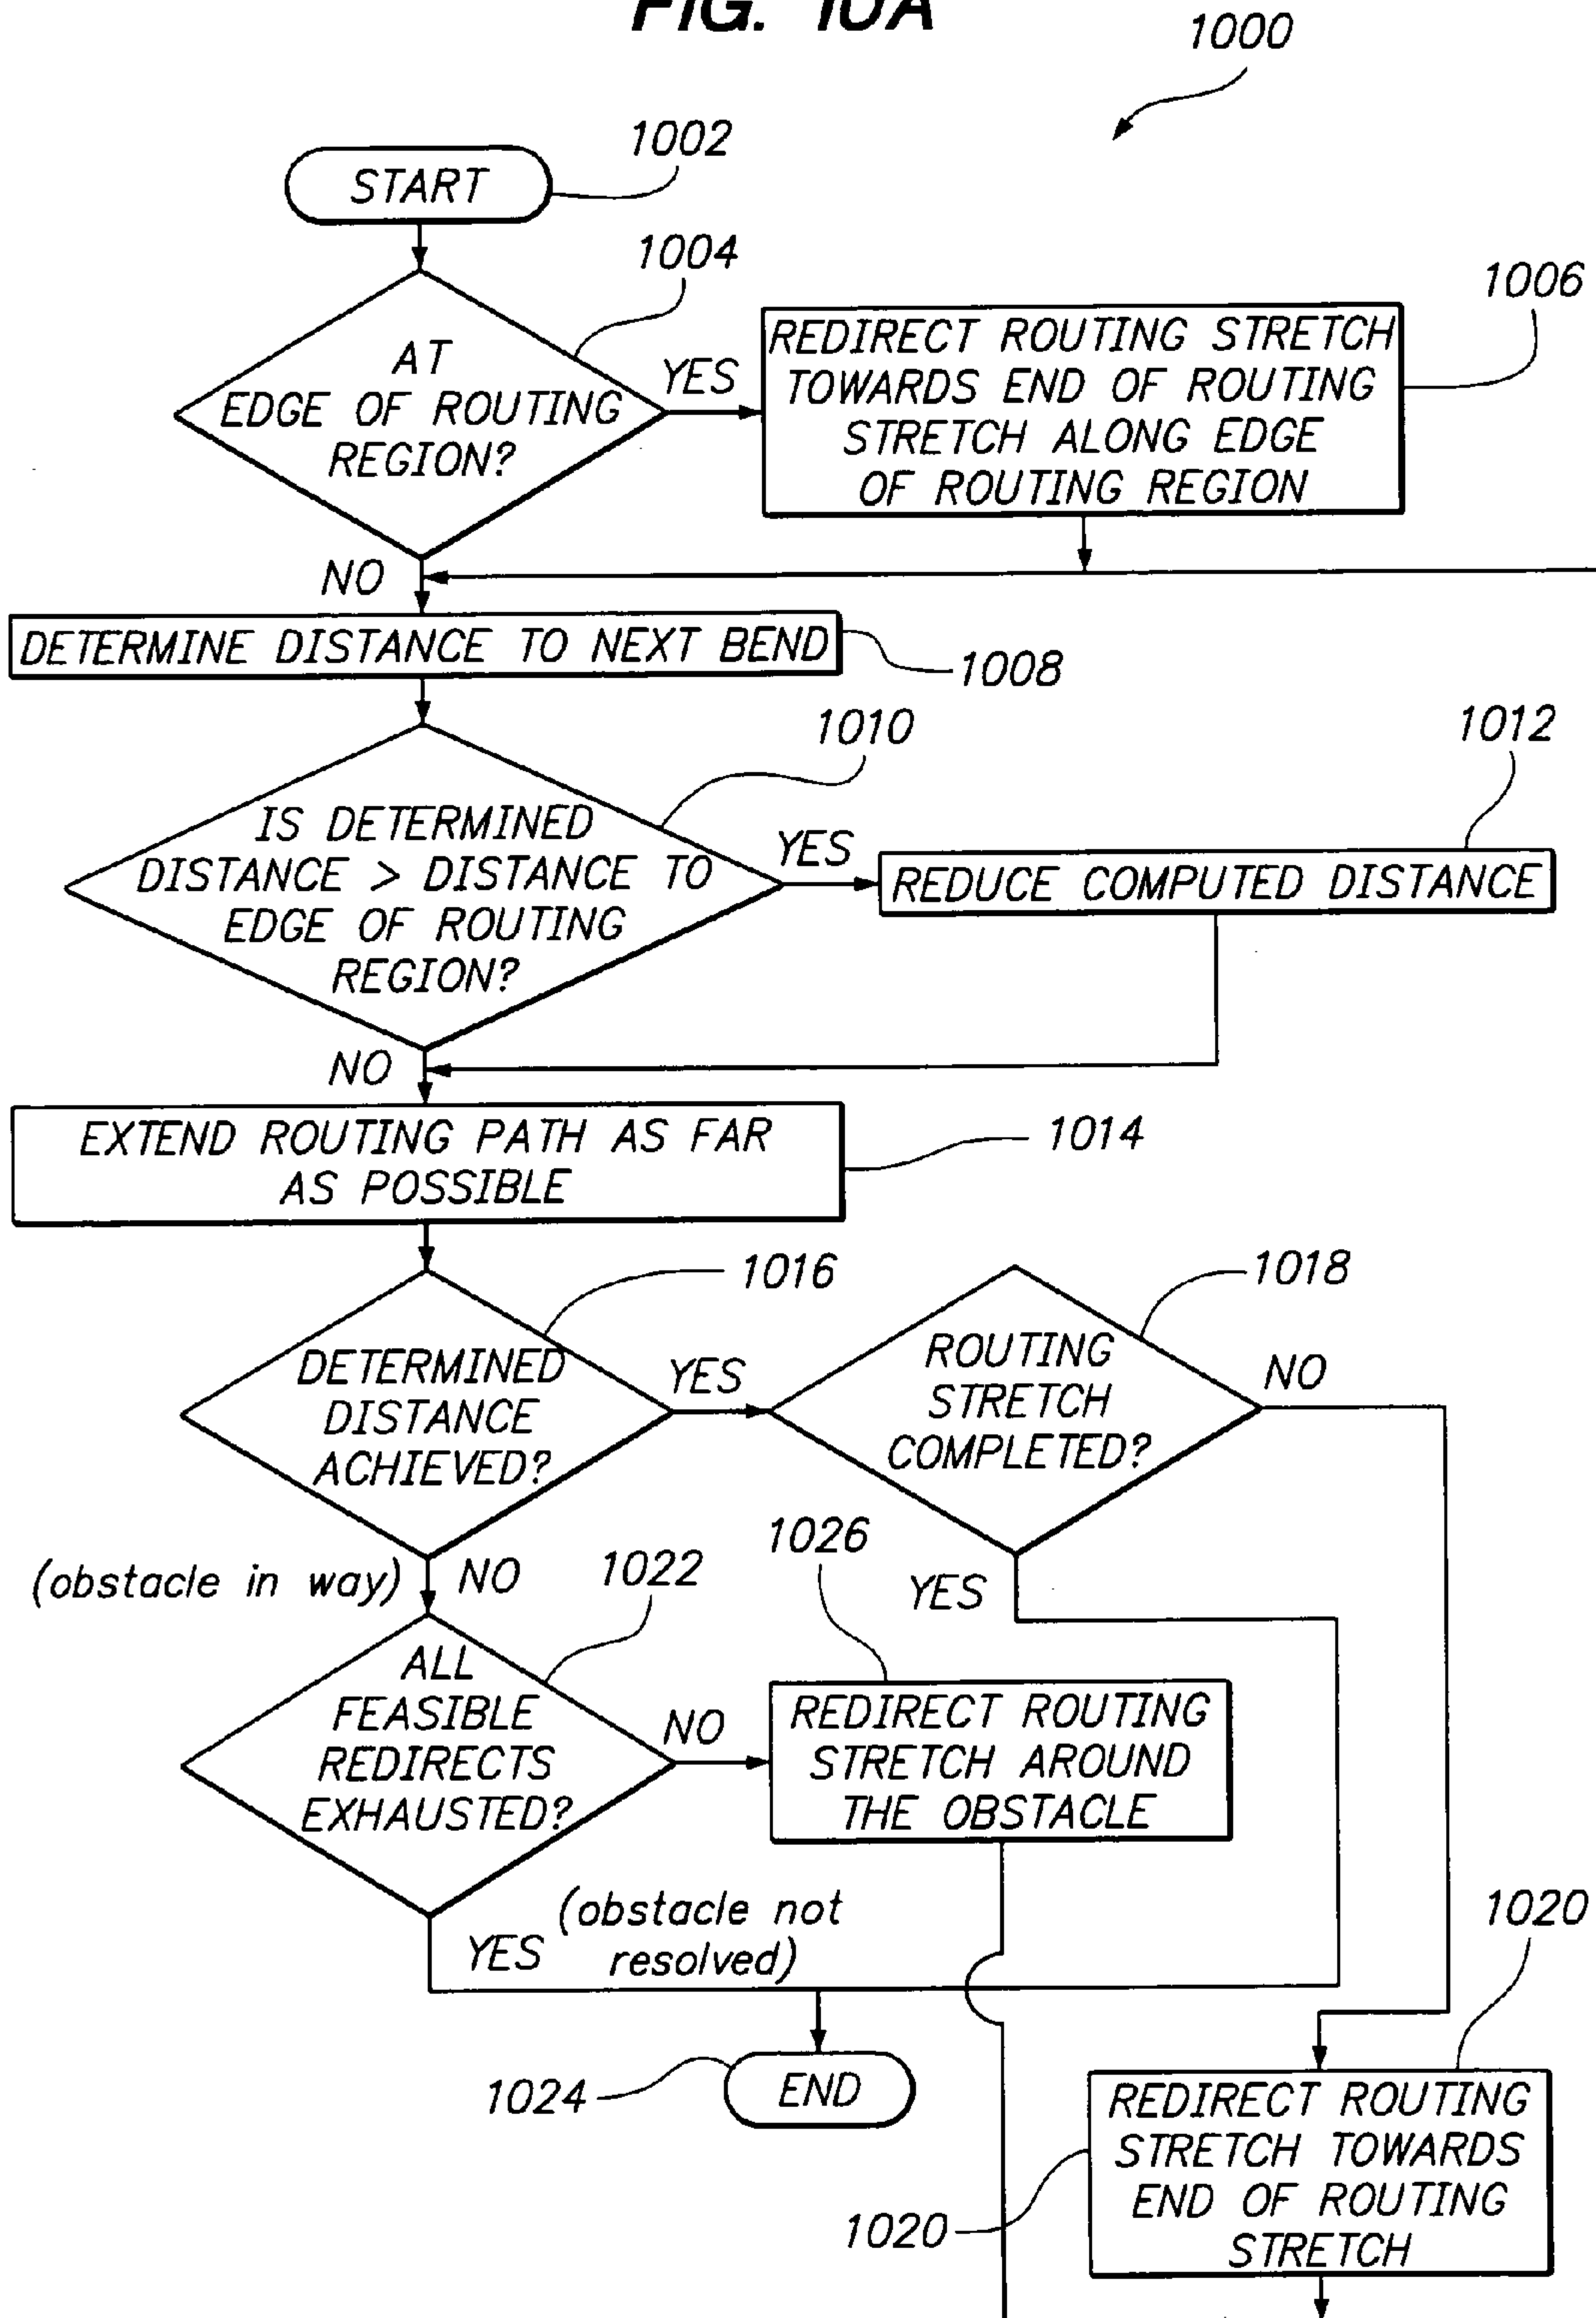 FIG. 10A
1000
START
1002
1004
AT
EDGE OF ROUTING
REGION?
YES
1006
REDIRECT ROUTING STRETCH
TOWARDS END OF ROUTING
STRETCH ALONG EDGE
OF ROUTING REGION
NO
DETERMINE DISTANCE TO NEXT BEND
1008
1010
IS DETERMINED
DISTANCE > DISTANCE TO
EDGE OF ROUTING
REGION?
YES
1012
REDUCE COMPUTED DISTANCE
NO
EXTEND ROUTING PATH AS FAR
AS POSSIBLE
1014
1016
DETERMINED
DISTANCE
ACHIEVED?
YES
1018
ROUTING
STRETCH
COMPLETED?
NO
YES
(obstacle in way)
NO
1022
ALL
FEASIBLE
REDIRECTS
EXHAUSTED?
NO
1026
REDIRECT ROUTING
STRETCH AROUND
THE OBSTACLE
YES
(obstacle not
resolved)
1024
END
1020
REDIRECT ROUTING
STRETCH TOWARDS
END OF ROUTING
STRETCH
1020